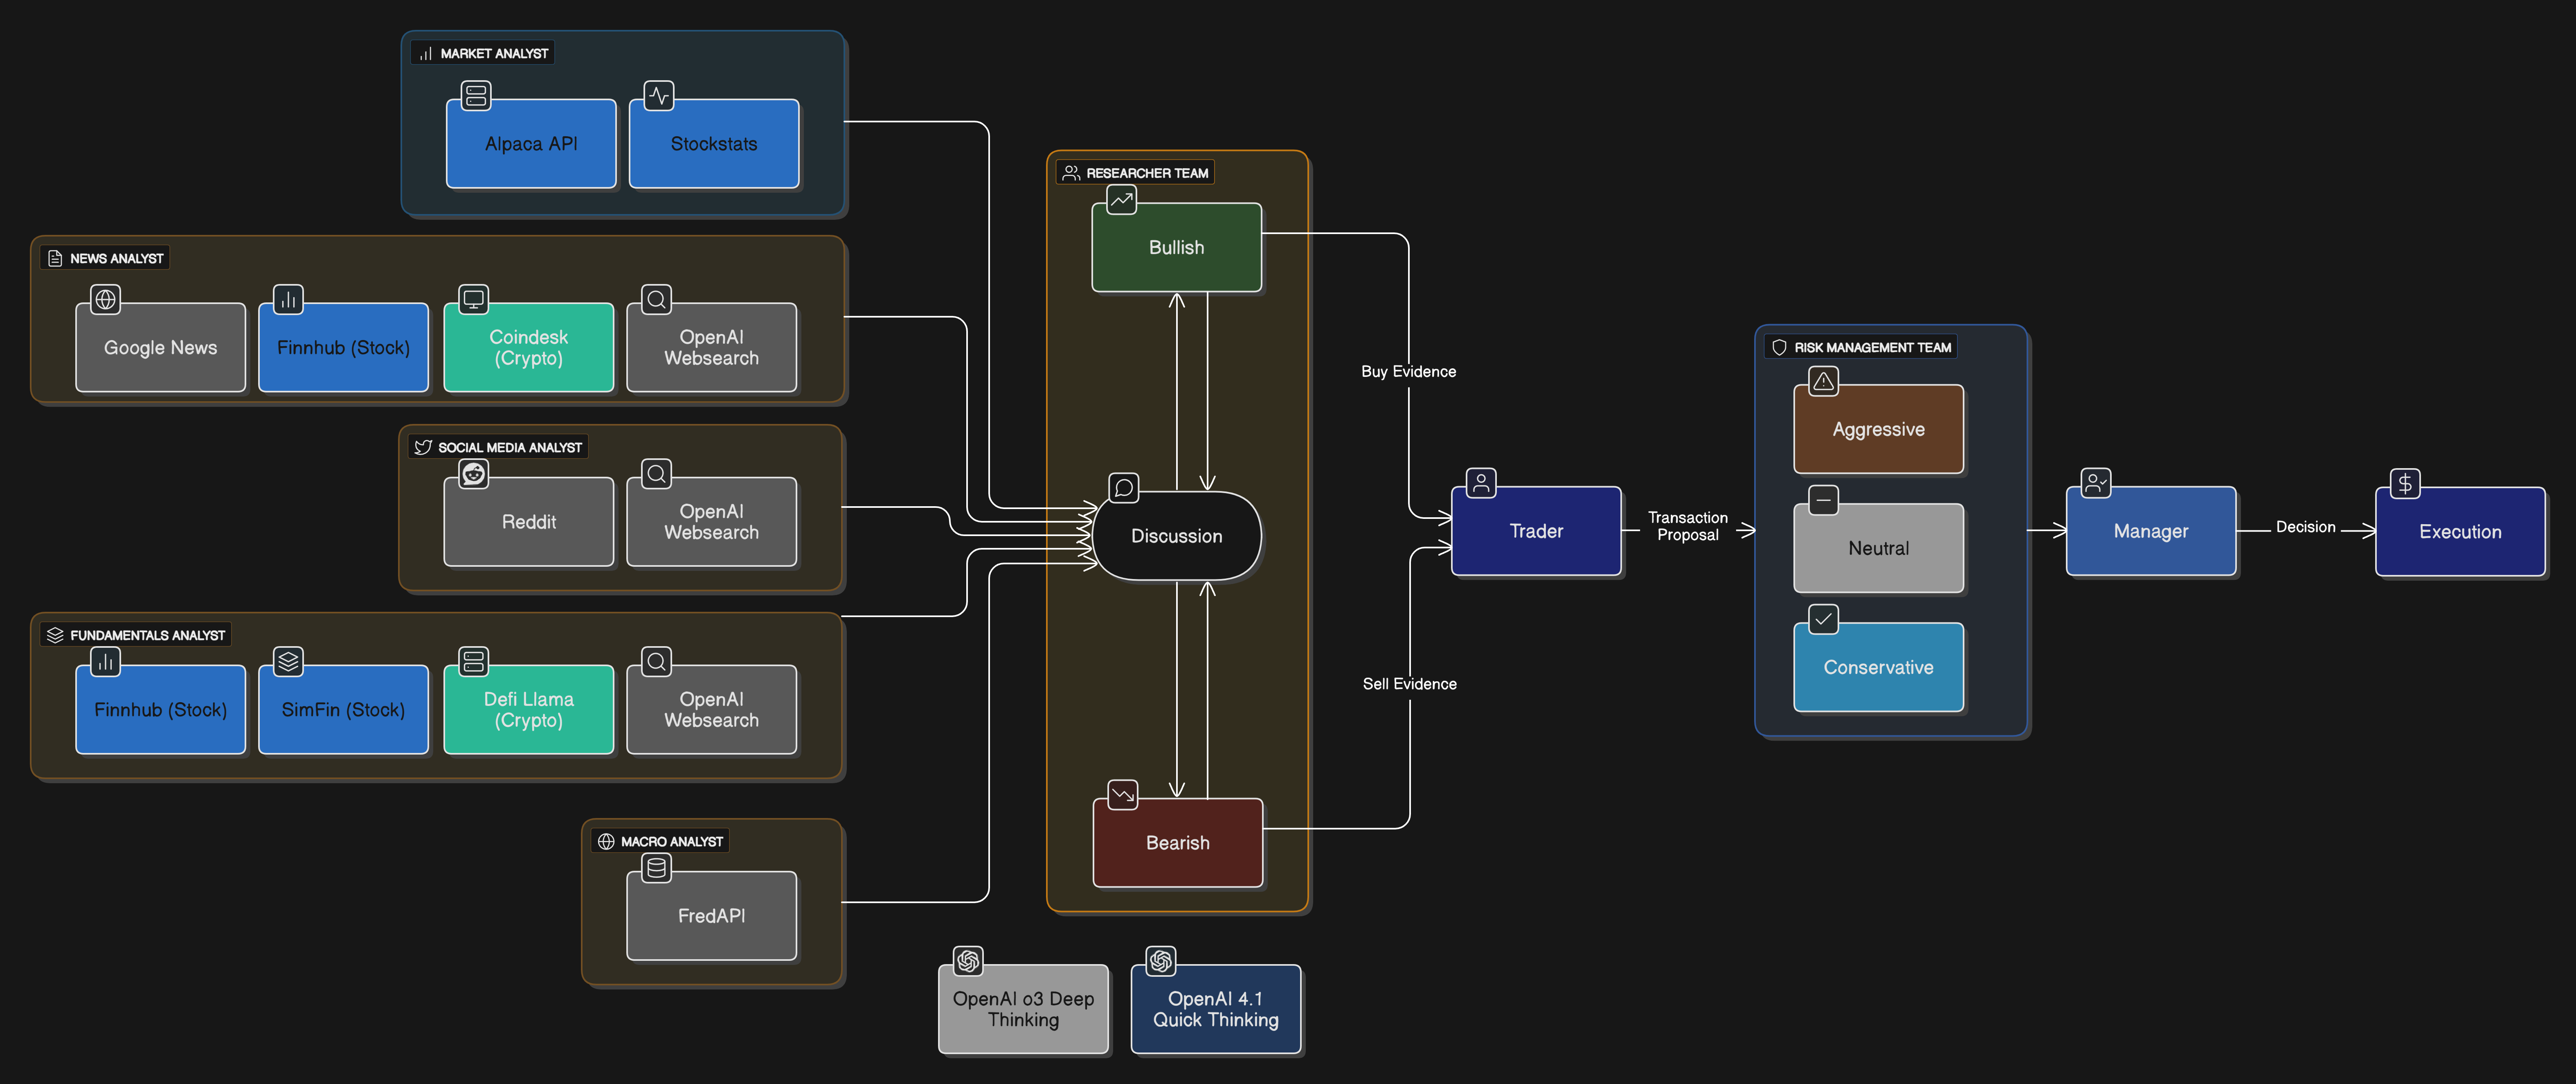 MARKET ANALYST
Alpaca API
Stockstats
NEWS ANALYST
Google News
Finnhub (Stock)
Coindesk
(Crypto)
OpenAI
Websearch
SOCIAL MEDIA ANALYST
Reddit
OpenAI
Websearch
FUNDAMENTALS ANALYST
Finnhub (Stock)
SimFin (Stock)
Defi Llama
(Crypto)
OpenAI
Websearch
MACRO ANALYST
FredAPI
RESEARCHER TEAM
Bullish
Discussion
Bearish
OpenAI o3 Deep
Thinking
OpenAI 4.1
Quick Thinking
Buy Evidence
Sell Evidence
Trader
Transaction
Proposal
RISK MANAGEMENT TEAM
Aggressive
Neutral
Conservative
Manager
Decision
Execution